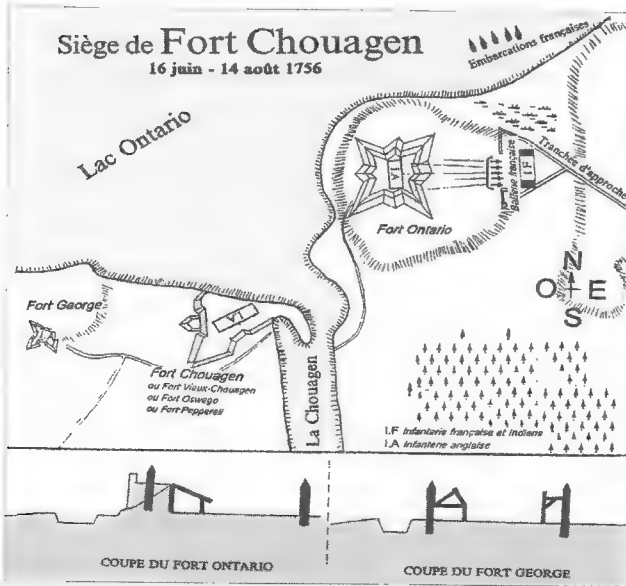 Siège de Fort Chouagen
16 juin - 14 août 1756
Embarcations françaises
Lac Ontario
I.A
I.F
Batterie française
Tranchée d'approche
Fort Ontario
N
O E
S
Fort George
Fort Chouagen
ou Fort Vieux-Chouagen
ou Fort Oswego
ou Fort Pepperell
La Chouagen
I.F Infanterie française et Indiens
I.A Infanterie anglaise
COUPE DU FORT ONTARIO
COUPE DU FORT GEORGE